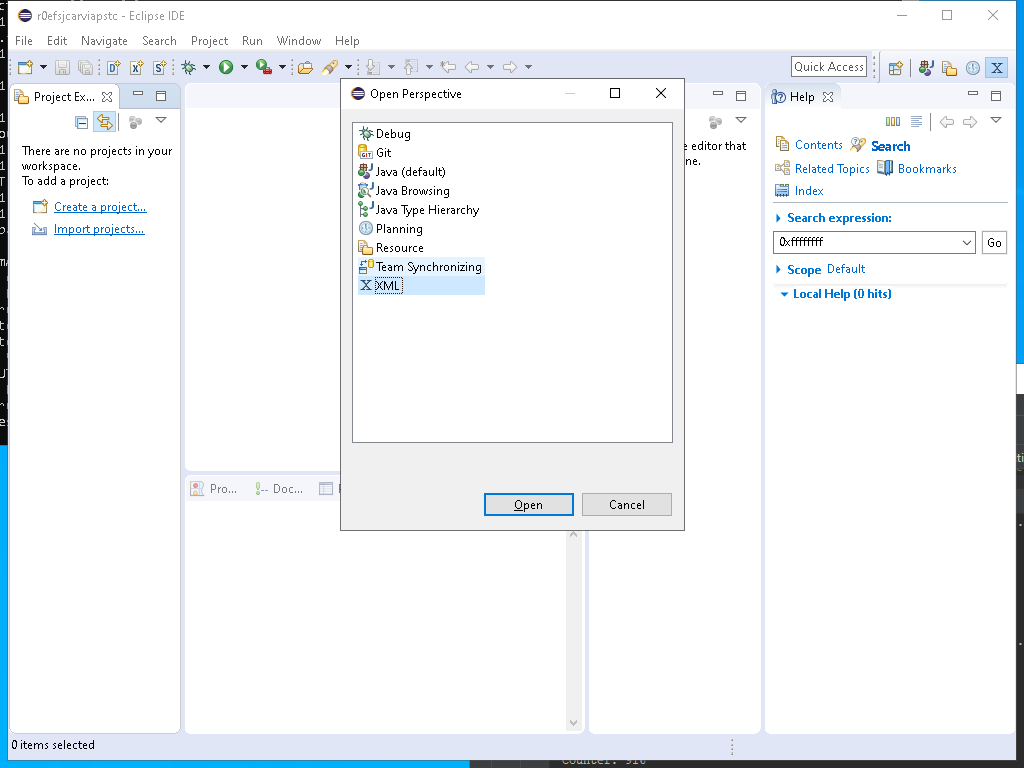 r0efsjcarviapstc - Eclipse IDE
File Edit Navigate Search Project Run Window Help
Quick Access
Project Ex...
There are no projects in your
workspace.
To add a project:
Create a project...
Import projects...
Open Perspective
Debug
Git
Java (default)
Java Browsing
Java Type Hierarchy
Planning
Resource
Team Synchronizing
XML
Open Cancel
e editor that
ne.
Help
Contents Search
Related Topics Bookmarks
Index
Search expression:
0xffffffff
Go
Scope Default
Local Help (0 hits)
Pro... Doc...
0 items selected